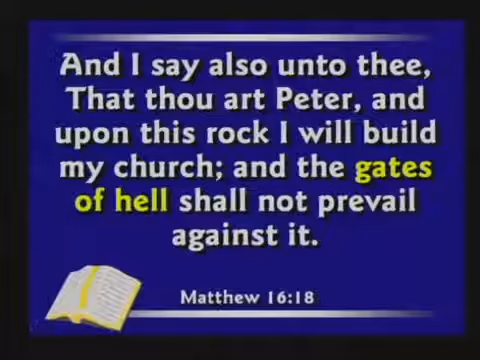 And I say also unto thee,
That thou art Peter, and
upon this rock I will build
my church; and the gates
of hell shall not prevail
against it.
Matthew 16:18